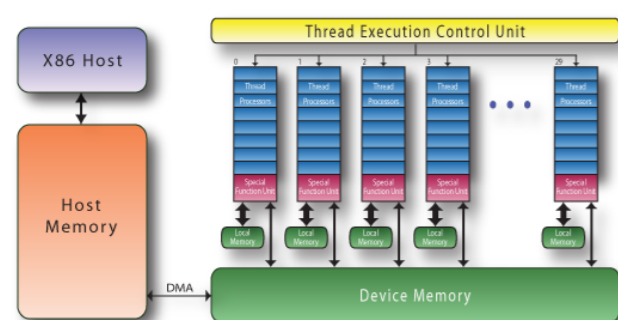 Thread Execution Control Unit
X86 Host
0
1
2
3
29
Thread
Processors
Thread
Processors
Thread
Processors
Thread
Processors
Thread
Processors
Special
Function Unit
Special
Function Unit
Special
Function Unit
Special
Function Unit
Special
Function Unit
Host
Memory
Local
Memory
Local
Memory
Local
Memory
Local
Memory
Local
Memory
DMA
Device Memory